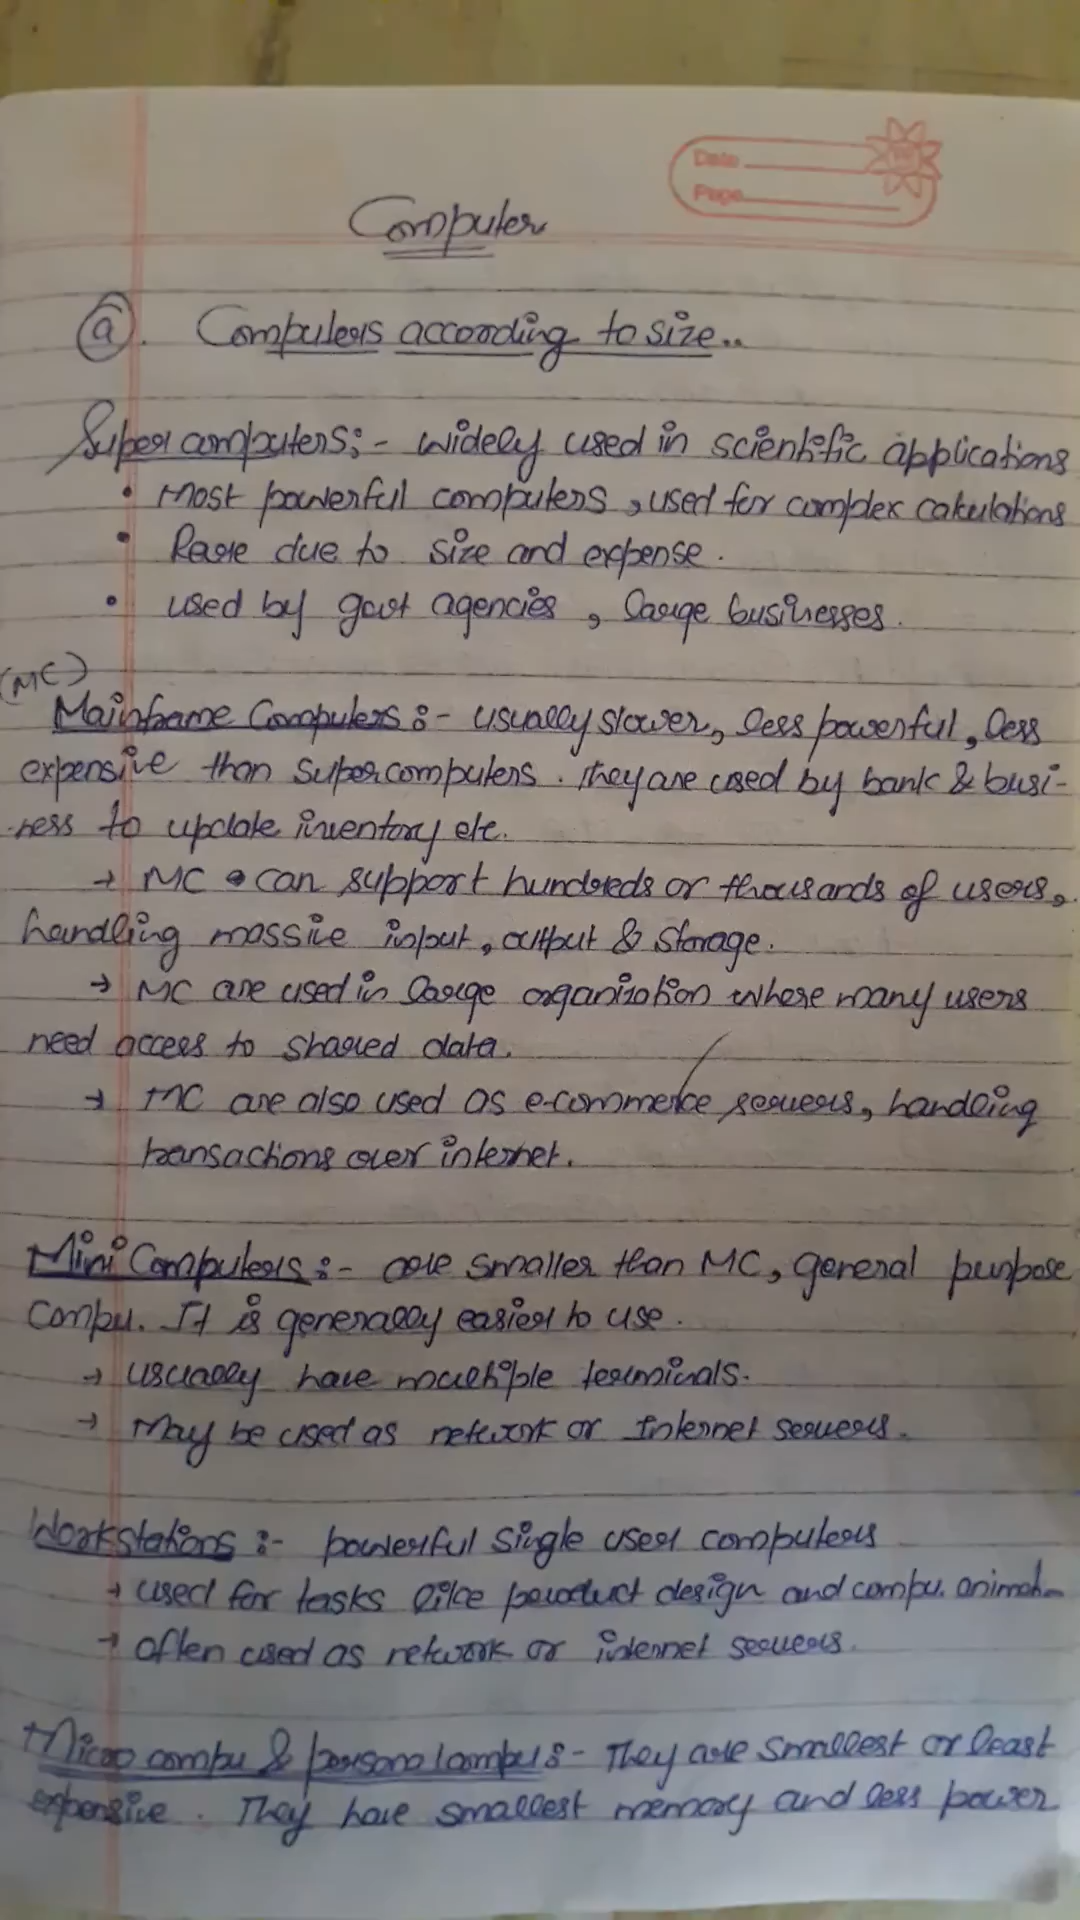 Date
Page
Computer
(a). Computers according to size..
Super computers:- widely used in scientific applications
• Most powerful computers, used for complex calculations
• Rare due to size and expense.
• used by govt agencies, large businesses.
(MC)
Mainframe Computers:- usually slower, less powerful, less
expensive than supercomputers. They are used by bank & busi-
-ness to update inventory etc.
→ MC can support hundreds or thousands of users,
handling massive input, output & storage.
→ MC are used in large organization where many users
need access to shared data.
→ MC are also used as e-commerce servers, handling
transactions over internet.
Mini Computers:- are smaller than MC, general purpose
Compu. It is generally easier to use.
→ usually have multiple terminals.
→ May be used as network or Internet servers.
Workstations:- powerful single user computers
→ used for tasks like product design and compu. animat-
→ often used as network or internet servers.
Micro compu & personal compu:- They are smallest or least
expensive. They have smallest memory and less power